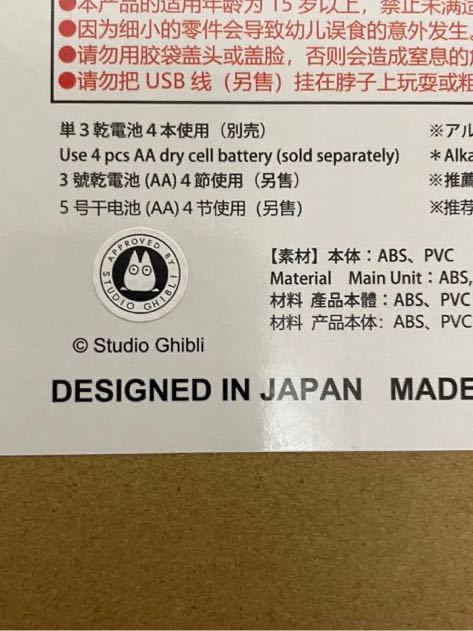 ●本产品的适用年龄为 15 岁以上，禁止未满
●因为细小的零件会导致幼儿误食的意外发生。
●请勿用胶袋盖头或盖脸，否则会造成窒息的
●请勿把 USB 线（另售）挂在脖子上玩耍或
単3乾電池4本使用（別売）
※アル
Use 4 pcs AA dry cell battery (sold separately)
＊Alka
3 號乾電池 (AA) 4 節使用（另售）
※推薦
5 号干电池 (AA) 4 节使用（另售）
※推荐
APPROVED BY
STUDIO GHIBLI
【素材】本体：ABS、PVC
Material Main Unit：ABS,
材料 產品本體：ABS、PVC
材料 产品本体：ABS、PVC
© Studio Ghibli
DESIGNED IN JAPAN MADE